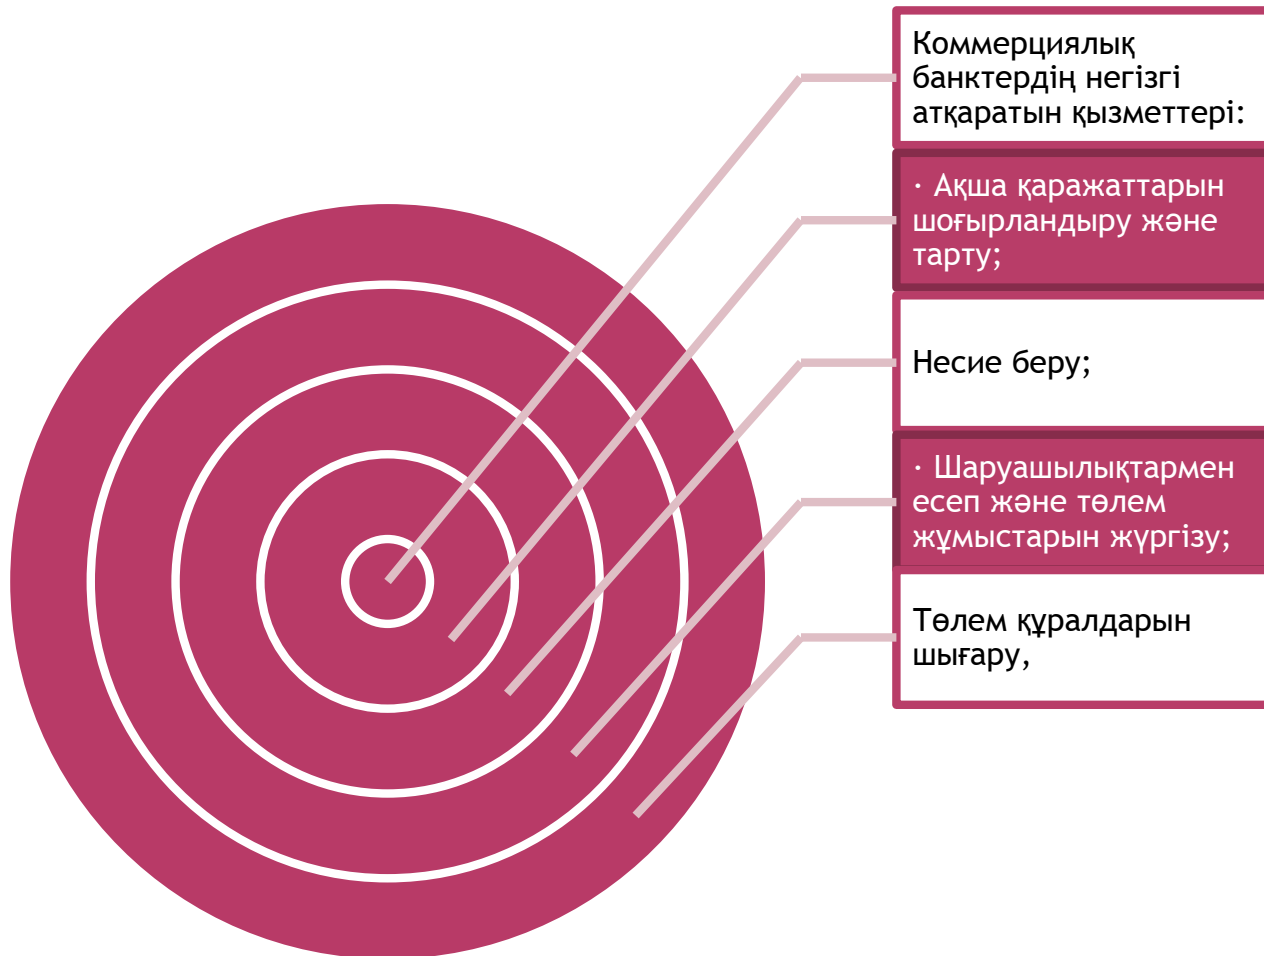 Коммерциялық
банктердің негізгі
атқаратын қызметтері:
· Ақша қаражаттарын
шоғырландыру және
тарту;
Несие беру;
· Шаруашылықтармен
есеп және төлем
жұмыстарын жүргізу;
Төлем құралдарын
шығару,